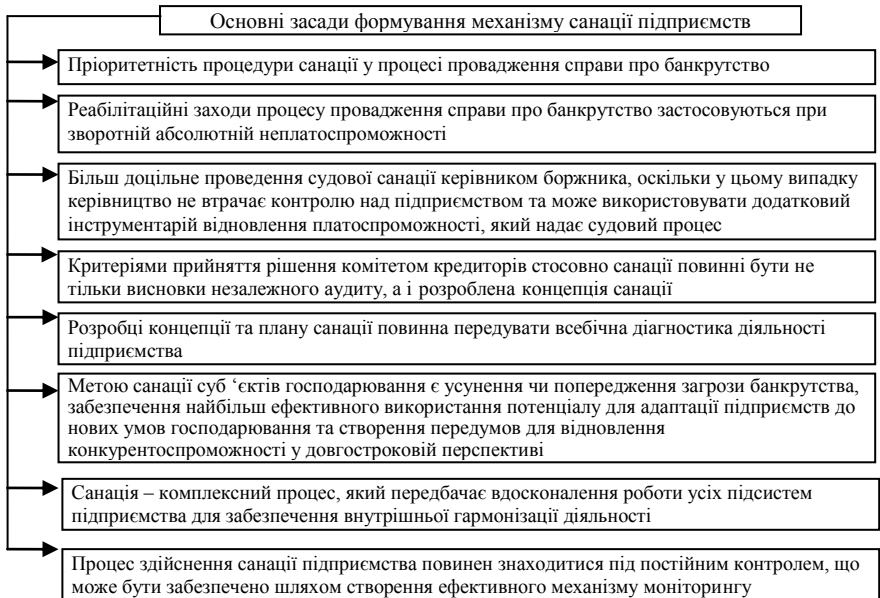 Основні засади формування механізму санації підприємств
Пріоритетність процедури санації у процесі провадження справи про банкрутство
Реабілітаційні заходи процесу провадження справи про банкрутство застосовуються при
зворотній абсолютній неплатоспроможності
Більш доцільне проведення судової санації керівником боржника, оскільки у цьому випадку
керівництво не втрачає контролю над підприємством та може використовувати додатковий
інструментарій відновлення платоспроможності, який надає судовий процес
Критеріями прийняття рішення комітетом кредиторів стосовно санації повинні бути не
тільки висновки незалежного аудиту, а і розроблена концепція санації
Розробці концепції та плану санації повинна передувати всебічна діагностика діяльності
підприємства
Метою санації суб ‘єктів господарювання є усунення чи попередження загрози банкрутства,
забезпечення найбільш ефективного використання потенціалу для адаптації підприємств до
нових умов господарювання та створення передумов для відновлення
конкурентоспроможності у довгостроковій перспективі
Санація – комплексний процес, який передбачає вдосконалення роботи усіх підсистем
підприємства для забезпечення внутрішньої гармонізації діяльності
Процес здійснення санації підприємства повинен знаходитися під постійним контролем, що
може бути забезпечено шляхом створення ефективного механізму моніторингу